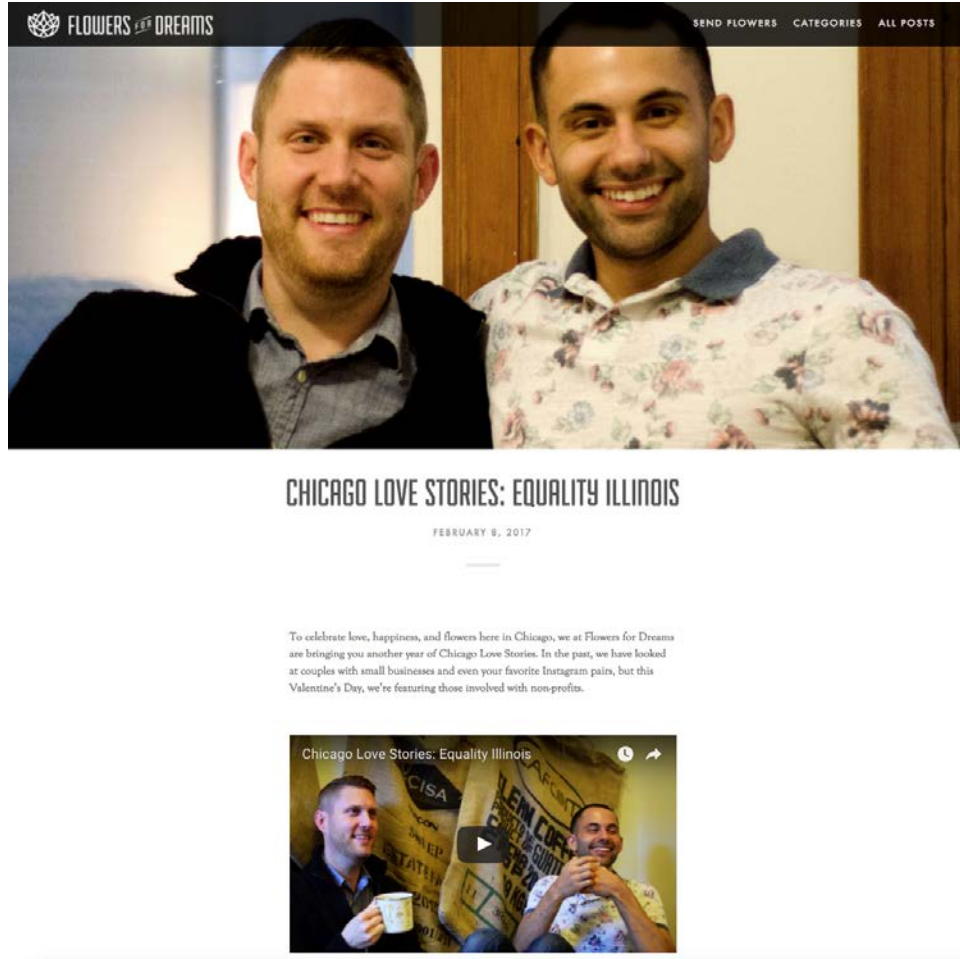 FLOWERS FOR DREAMS
SEND FLOWERS CATEGORIES ALL POSTS
CHICAGO LOVE STORIES: EQUALITY ILLINOIS
FEBRUARY 8, 2017
To celebrate love, happiness, and flowers here in Chicago, we at Flowers for Dreams
are bringing you another year of Chicago Love Stories. In the past, we have looked
at couples with small businesses and even your favorite Instagram pairs, but this
Valentine's Day, we're featuring those involved with non-profits.
Chicago Love Stories: Equality Illinois
CISA